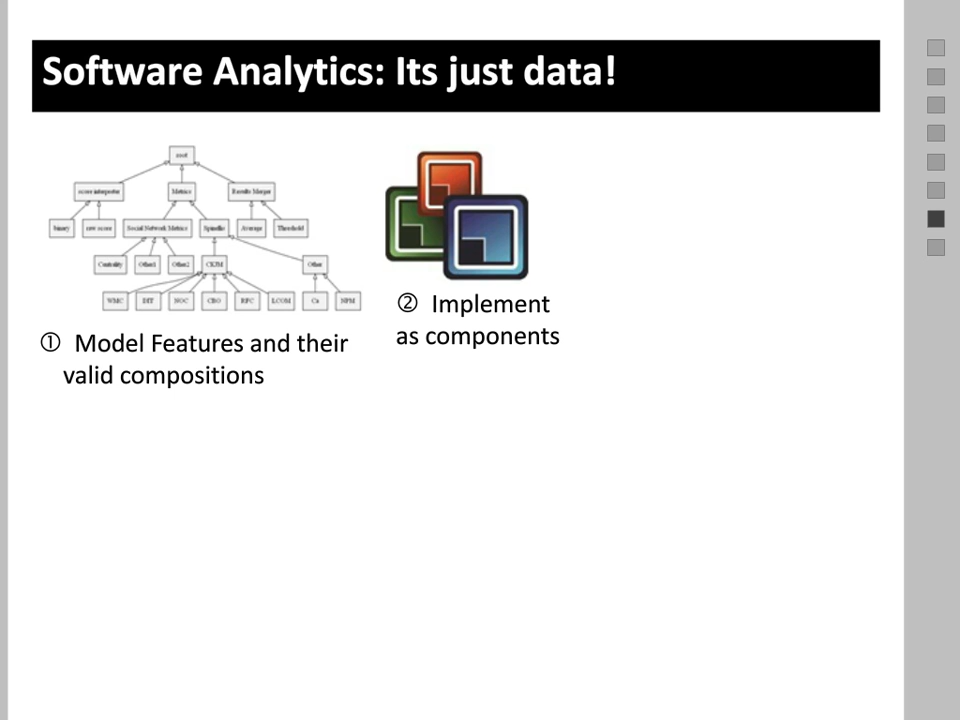 Software Analytics: Its just data!
root
score interpreter Metrics Results Merger
binary raw score Social Network Metrics Spinellis Average Threshold
Centrality Other1 Other2 CKJM Other
WMC DIT NOC CBO RFC LCOM Ca NPM
① Model Features and their
valid compositions
② Implement
as components